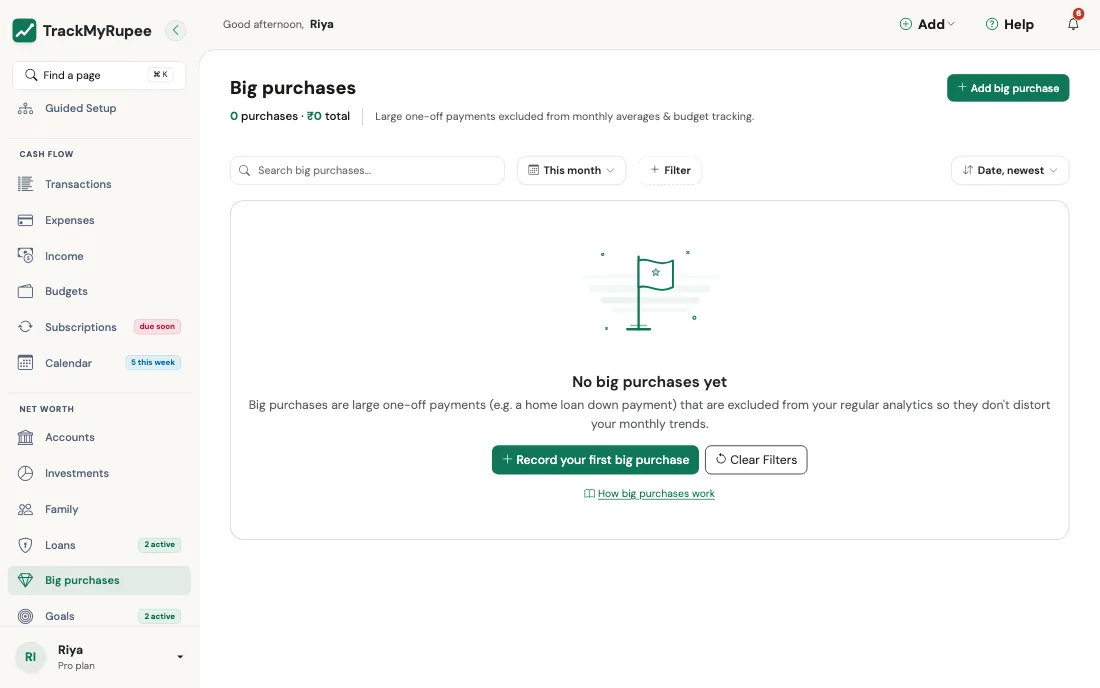 TrackMyRupee
Find a page
⌘ K
Guided Setup
CASH FLOW
Transactions
Expenses
Income
Budgets
Subscriptions due soon
Calendar 5 this week
NET WORTH
Accounts
Investments
Family
Loans 2 active
Big purchases
Goals 2 active
RI
Riya
Pro plan
Good afternoon, Riya
Add
Help
6
Big purchases
Add big purchase
0 purchases · ₹0 total
Large one-off payments excluded from monthly averages & budget tracking.
Search big purchases...
This month
Filter
Date, newest
No big purchases yet
Big purchases are large one-off payments (e.g. a home loan down payment) that are excluded from your regular analytics so they don't distort
your monthly trends.
Record your first big purchase
Clear Filters
How big purchases work